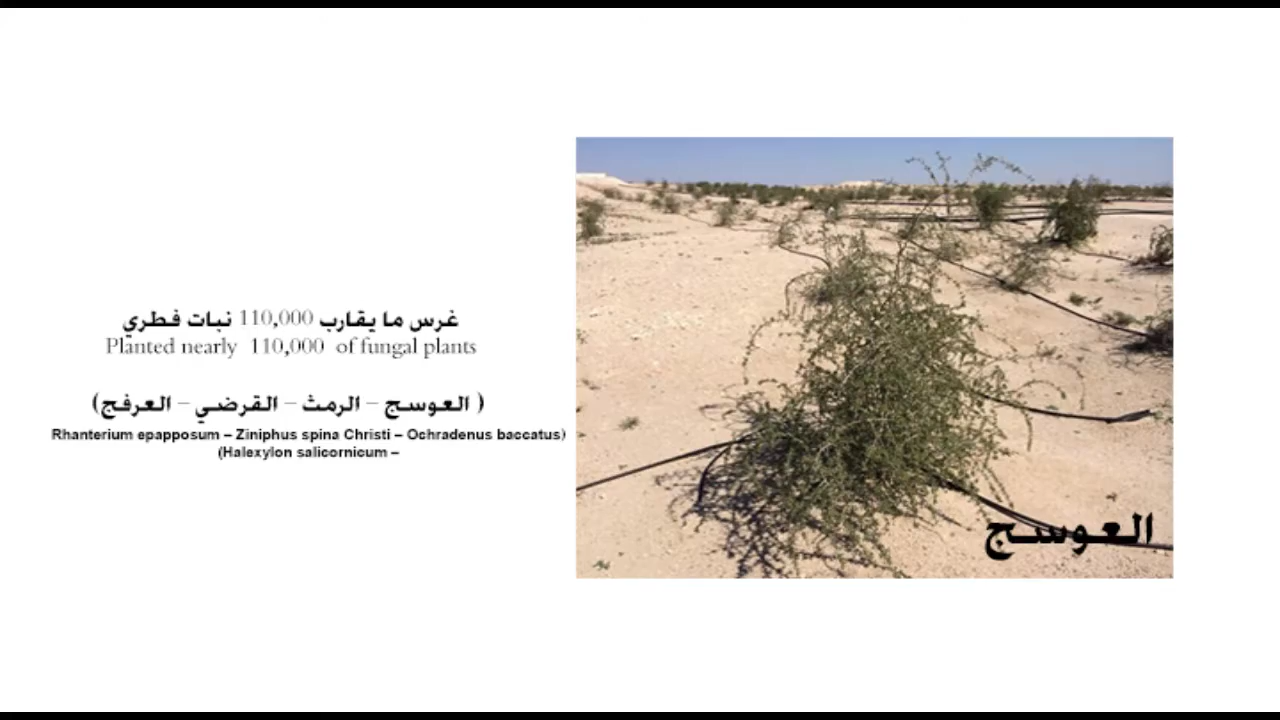 غرس ما يقارب 110,000 نبات فطري
Planted nearly 110,000 of fungal plants
( العوسج – الرمث – القرضي – العرفج)
Rhanterium epapposum – Ziniphus spina Christi – Ochradenus baccatus)
(Halexylon salicornicum –
العوسج